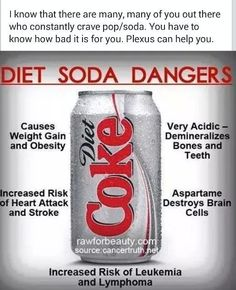 I know that there are many, many of you out there
who constantly crave pop/soda. You have to
know how bad it is for you. Plexus can help you.
DIET SODA DANGERS
Causes
Weight Gain
and Obesity
Very Acidic –
Demineralizes
Bones and
Teeth
Diet
Coke
Increased Risk
of Heart Attack
and Stroke
Aspartame
Destroys Brain
Cells
rawforbeauty.com
source:cancertruth.net
Increased Risk of Leukemia
and Lymphoma